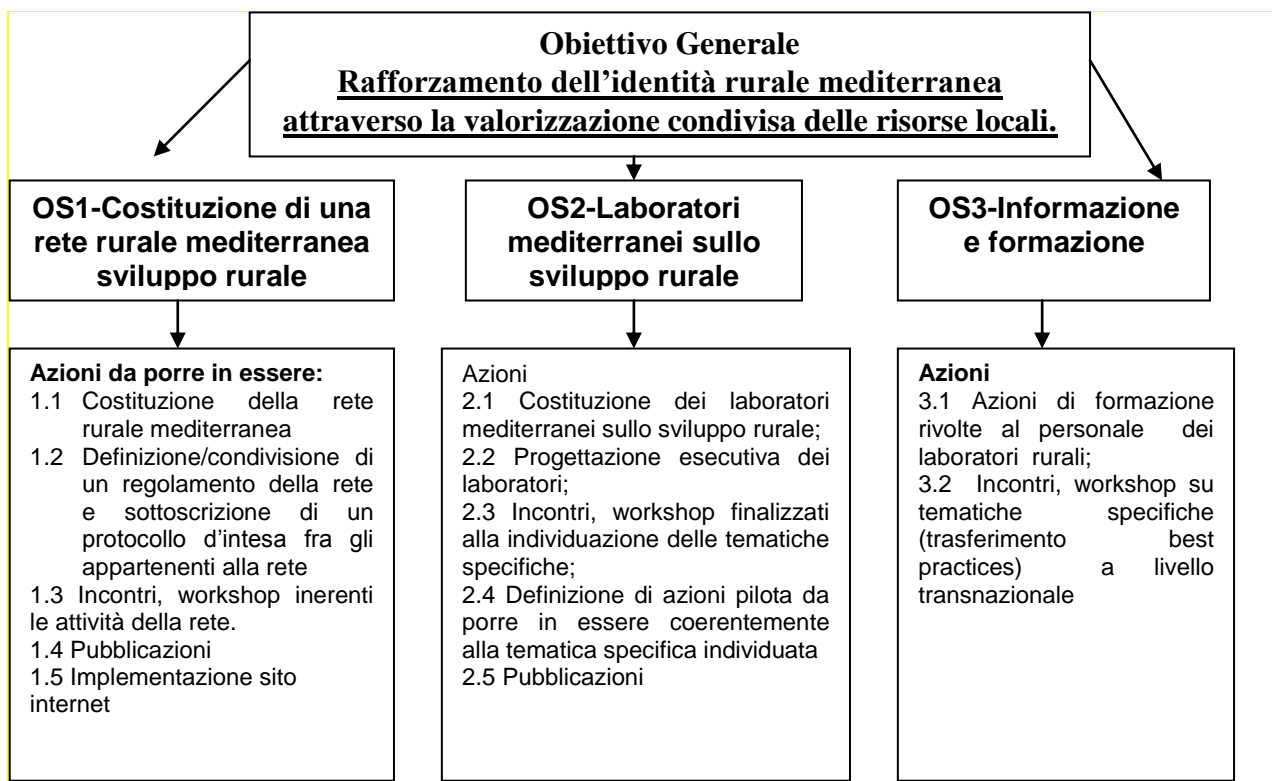 Obiettivo Generale
Rafforzamento dell'identità rurale mediterranea
attraverso la valorizzazione condivisa delle risorse locali.
OS1-Costituzione di una
rete rurale mediterranea
sviluppo rurale
OS2-Laboratori
mediterranei sullo
sviluppo rurale
OS3-Informazione
e formazione
Azioni da porre in essere:
1.1 Costituzione della rete
rurale mediterranea
1.2 Definizione/condivisione di
un regolamento della rete
e sottoscrizione di un
protocollo d'intesa fra gli
appartenenti alla rete
1.3 Incontri, workshop inerenti
le attività della rete.
1.4 Pubblicazioni
1.5 Implementazione sito
internet
Azioni
2.1 Costituzione dei laboratori
mediterranei sullo sviluppo rurale;
2.2 Progettazione esecutiva dei
laboratori;
2.3 Incontri, workshop finalizzati
alla individuazione delle tematiche
specifiche;
2.4 Definizione di azioni pilota da
porre in essere coerentemente
alla tematica specifica individuata
2.5 Pubblicazioni
Azioni
3.1 Azioni di formazione
rivolte al personale dei
laboratori rurali;
3.2 Incontri, workshop su
tematiche specifiche
(trasferimento best
practices) a livello
transnazionale